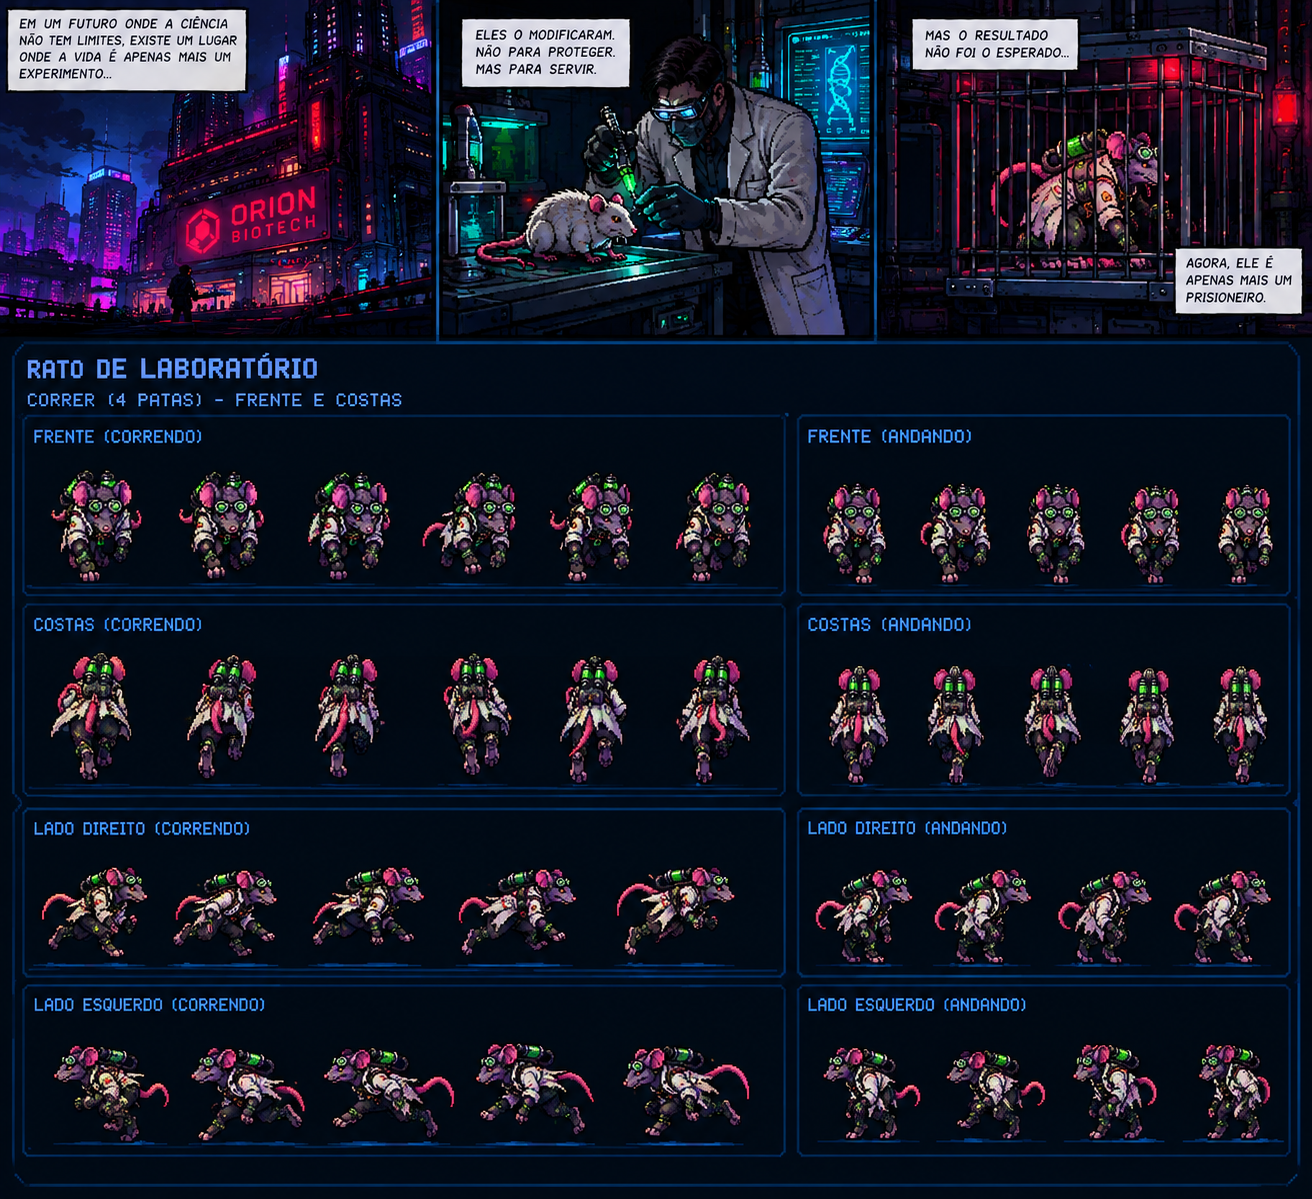 EM UM FUTURO ONDE A CIÊNCIA
NÃO TEM LIMITES, EXISTE UM LUGAR
ONDE A VIDA É APENAS MAIS UM
EXPERIMENTO...
ORION
BIOTECH
ELES O MODIFICARAM.
NÃO PARA PROTEGER.
MAS PARA SERVIR.
MAS O RESULTADO
NÃO FOI O ESPERADO...
AGORA, ELE É
APENAS MAIS UM
PRISIONEIRO.
RATO DE LABORATÓRIO
CORRER (4 PATAS) - FRENTE E COSTAS
FRENTE (CORRENDO)
FRENTE (ANDANDO)
COSTAS (CORRENDO)
COSTAS (ANDANDO)
LADO DIREITO (CORRENDO)
LADO DIREITO (ANDANDO)
LADO ESQUERDO (CORRENDO)
LADO ESQUERDO (ANDANDO)